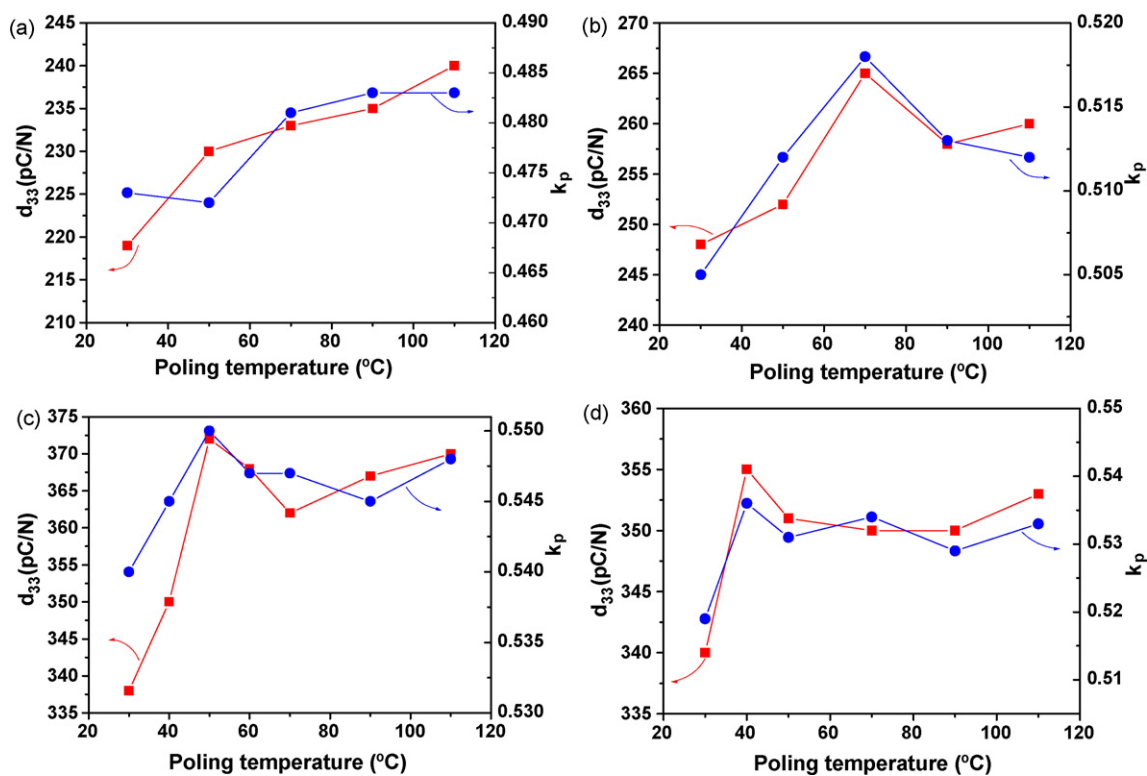 (a)
245
240
235
230
225
220
215
210
d33(pC/N)
0.490
0.485
0.480
0.475
0.470
0.465
0.460
kp
20 40 60 80 100 120
Poling temperature (ºC)
(b)
270
265
260
255
250
245
240
d33(pC/N)
0.520
0.515
0.510
0.505
kp
20 40 60 80 100 120
Poling temperature (ºC)
(c)
375
370
365
360
355
350
345
340
335
d33(pC/N)
0.550
0.545
0.540
0.535
0.530
kp
20 40 60 80 100 120
Poling temperature (ºC)
(d)
360
355
350
345
340
335
d33(pC/N)
0.55
0.54
0.53
0.52
0.51
kp
20 40 60 80 100 120
Poling temperature (ºC)